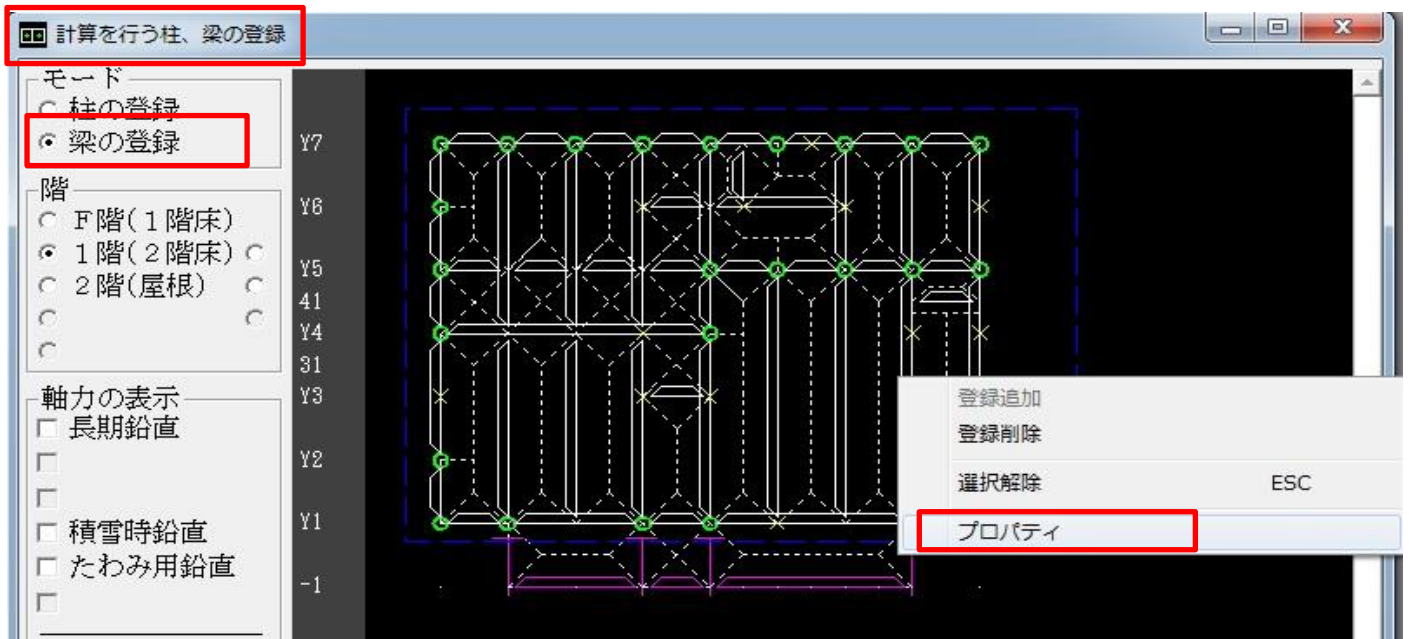 計算を行う柱、梁の登録
モード
柱の登録
梁の登録
階
F階(1階床)
1階(2階床)
2階(屋根)
軸力の表示
長期鉛直
積雪時鉛直
たわみ用鉛直
Y7
Y6
Y5
41
Y4
31
Y3
Y2
Y1
-1
登録追加
登録削除
選択解除 ESC
プロパティ